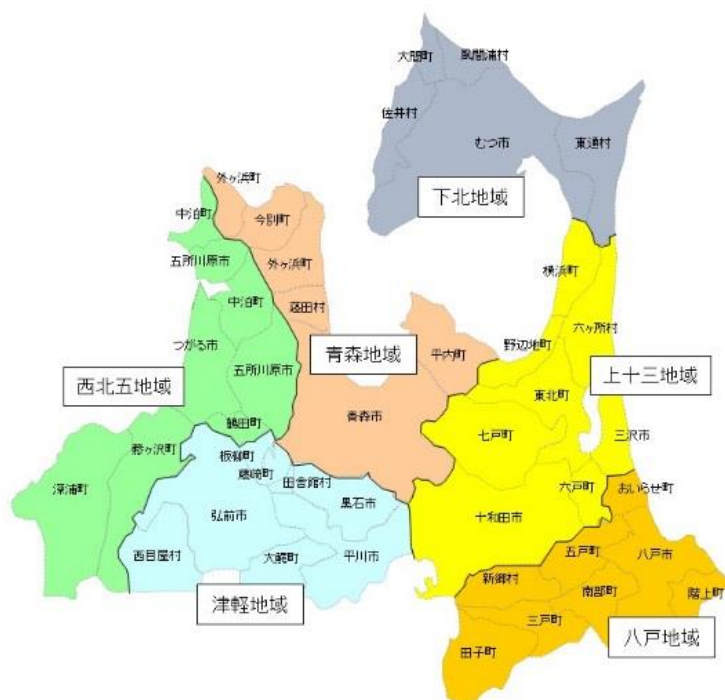 大間町
風間浦村
佐井村
むつ市
東通村
下北地域
外ヶ浜町
中泊町
今別町
五所川原市
外ヶ浜町
横浜町
中泊町
蓬田村
つがる市
六ヶ所村
野辺地町
青森地域
平内町
五所川原市
上十三地域
西北五地域
東北町
青森市
鶴田町
七戸町
三沢市
鰺ヶ沢町
板柳町
藤崎町
田舎館村
深浦町
六戸町
おいらせ町
黒石市
弘前市
十和田市
五戸町
八戸市
西目屋村
大鰐町
平川市
新郷村
南部町
階上町
津軽地域
三戸町
八戸地域
田子町